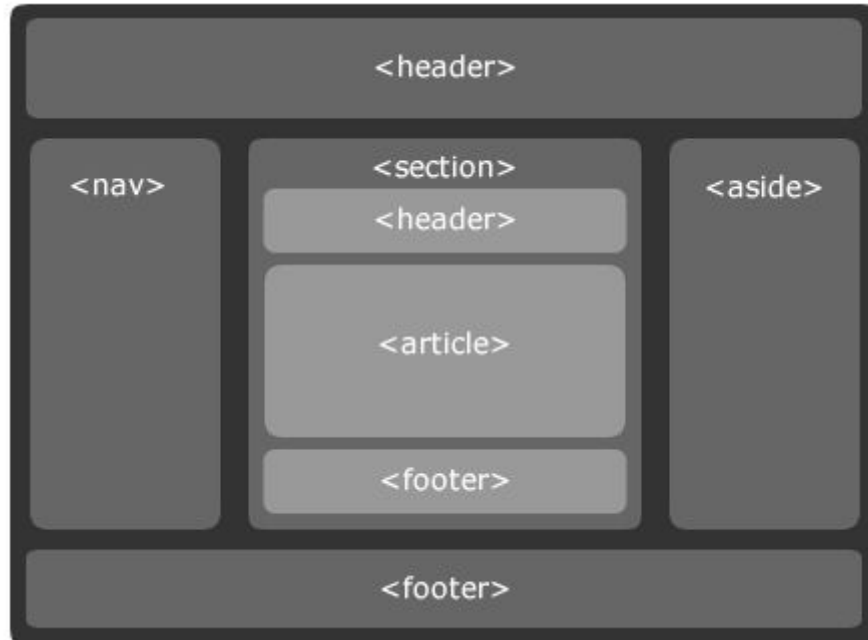 <header>
<nav>
<section>
<aside>
<header>
<article>
<footer>
<footer>